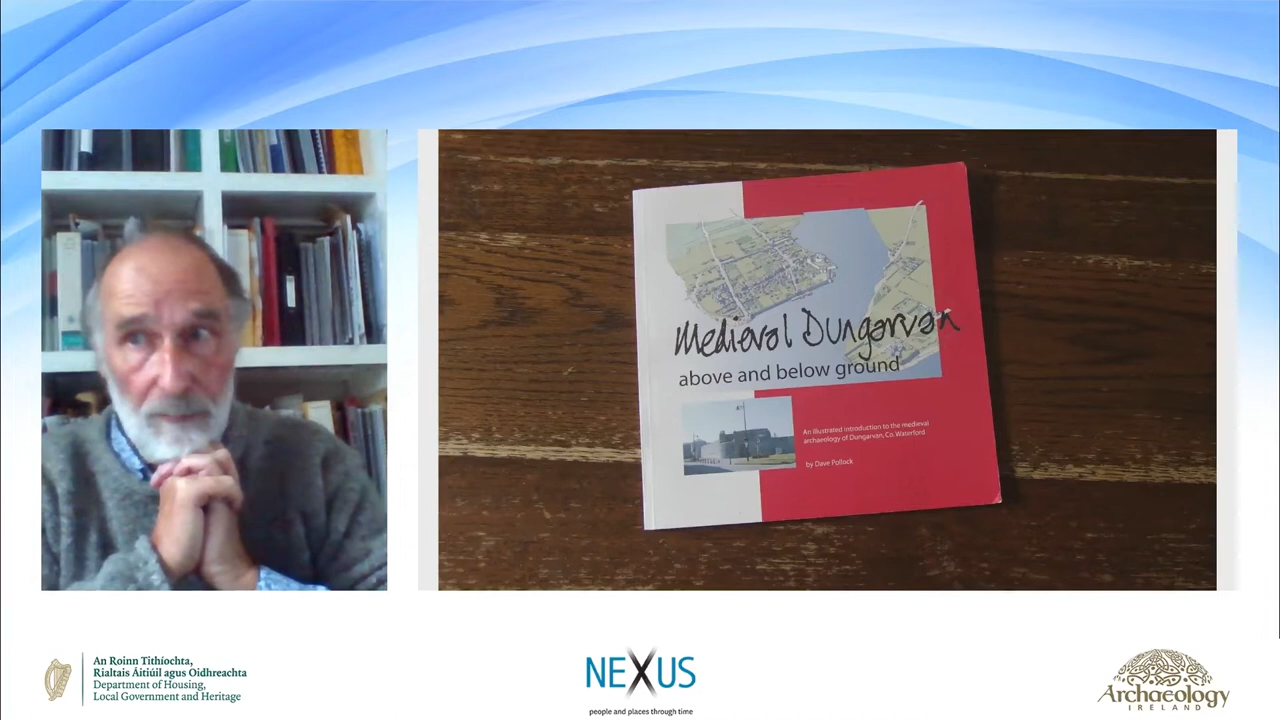 Medieval Dungarvan
above and below ground
An illustrated introduction to the medieval
archaeology of Dungarvan, Co. Waterford
by Dave Pollock
An Roinn Tithíochta,
Rialtais Áitiúil agus Oidhreachta
Department of Housing,
Local Government and Heritage
NEXUS
people and places through time
Archaeology
IRELAND